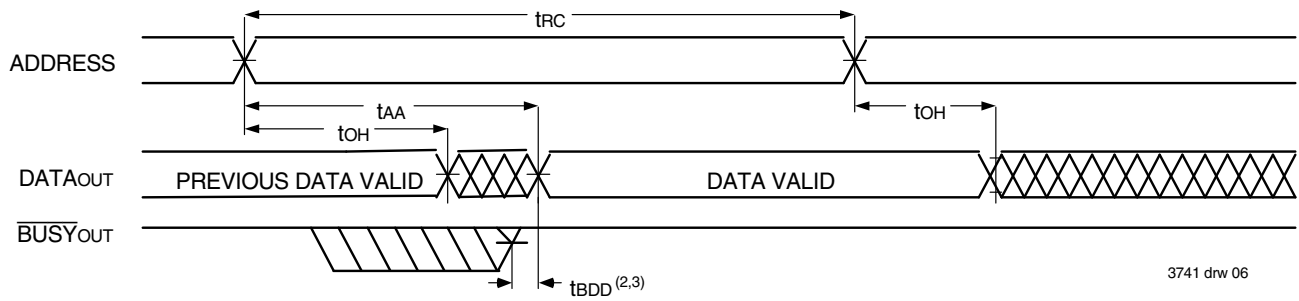 tRC
ADDRESS
tAA
tOH
tOH
DATAOUT
PREVIOUS DATA VALID
DATA VALID
BUSYOUT
tBDD (2,3)
3741 drw 06